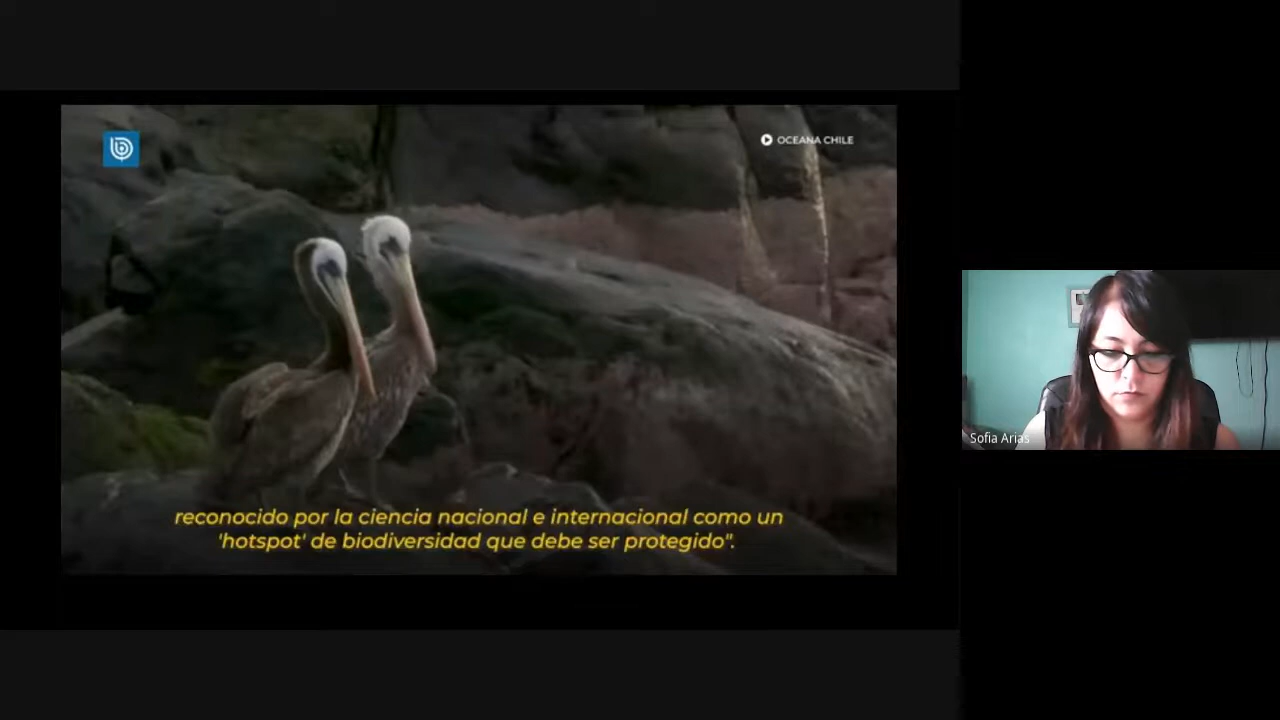 OCEANA CHILE
reconocido por la ciencia nacional e internacional como un
'hotspot' de biodiversidad que debe ser protegido".
Sofia Arias